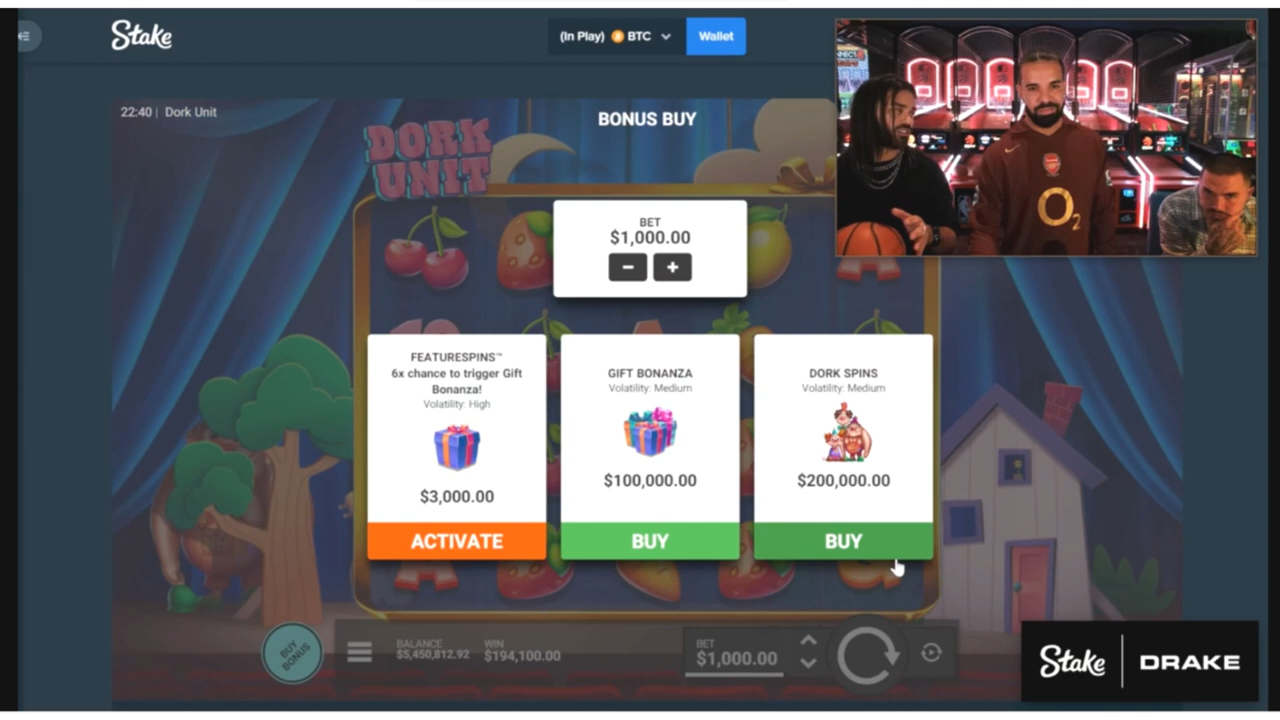 Stake
(In Play) BTC
Wallet
22:40 | Dork Unit
BONUS BUY
DORK
UNIT
BET
$1,000.00
−
+
FEATURESPINS™
6x chance to trigger Gift
Bonanza!
Volatility: High
$3,000.00
ACTIVATE
GIFT BONANZA
Volatility: Medium
$100,000.00
BUY
DORK SPINS
Volatility: Medium
$200,000.00
BUY
O2
BUY
BONUS
BALANCE
$5,450,812.92
WIN
$194,100.00
BET
$1,000.00
Stake
DRAKE